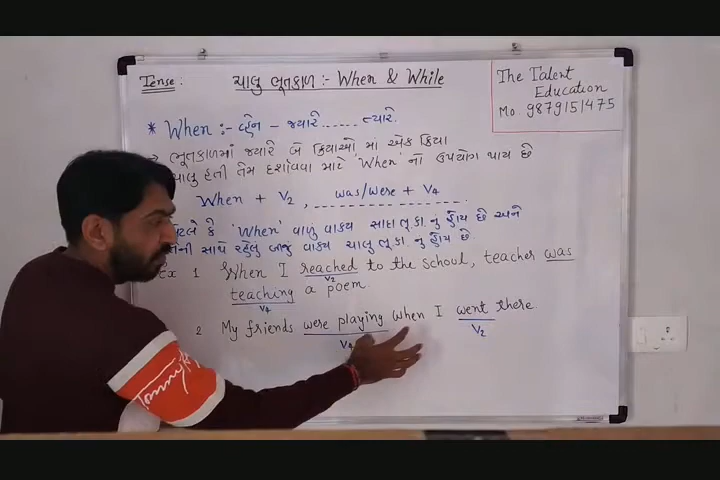 Tense :
ચાલુ ભૂતકાળ :- When & While
The Talent
Education
Mo. 9879151475
* When :- વ્હેન - જ્યારે ...... ત્યારે.
→ ભૂતકાળમાં જ્યારે બે ક્રિયાઓ માં એક ક્રિયા
ચાલુ હતી તેમ દર્શાવવા માટે 'When' નો ઉપયોગ થાય છે
When + V2 , was/were + V4
કે 'When' વાળું વાક્ય સાદા ભૂ.કા. નું હોય છે અને
સાથે રહેલું બીજું વાક્ય ચાલુ ભૂ.કા. નું હોય છે.
Ex 1 When I reached to the school, teacher was
V2
teaching a poem.
V4
2 My friends were playing when I went there.
V4 V2